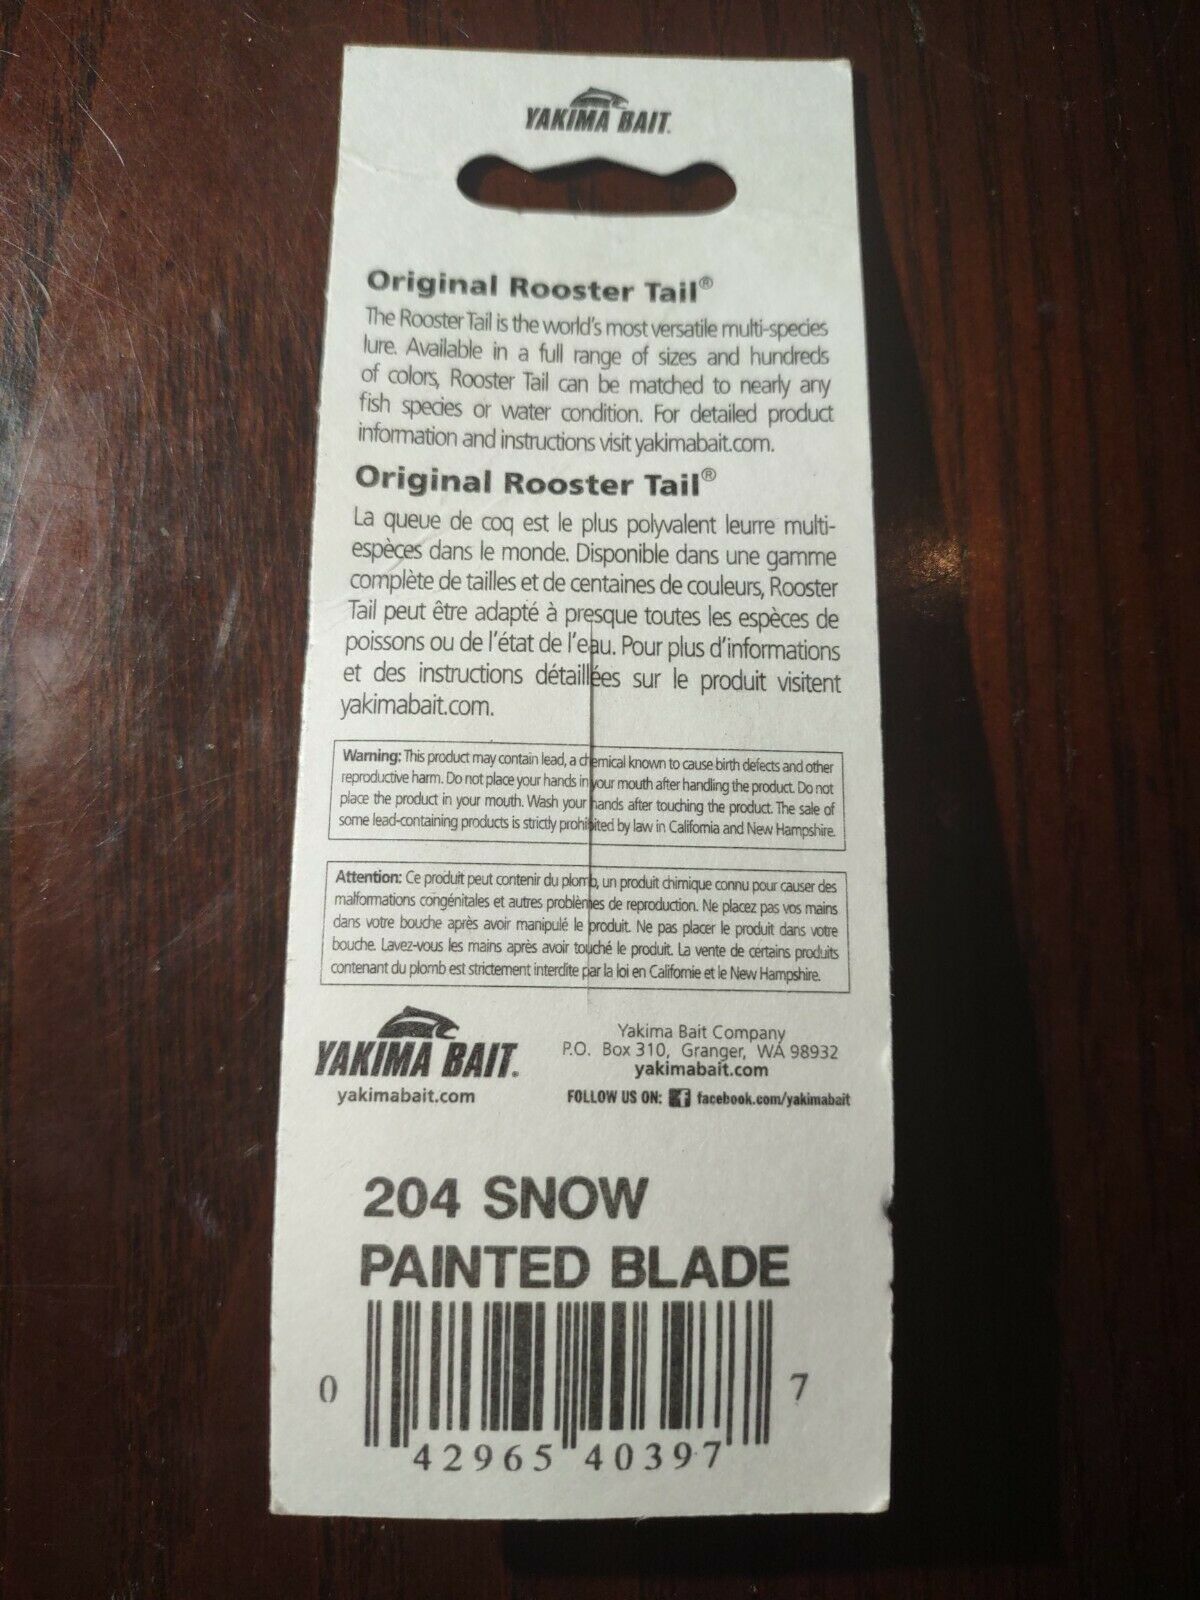 YAKIMA BAIT.
Original Rooster Tail®
The Rooster Tail is the world's most versatile multi-species
lure. Available in a full range of sizes and hundreds
of colors, Rooster Tail can be matched to nearly any
fish species or water condition. For detailed product
information and instructions visit yakimabait.com.
Original Rooster Tail®
La queue de coq est le plus polyvalent leurre multi-
espèces dans le monde. Disponible dans une gamme
complète de tailles et de centaines de couleurs, Rooster
Tail peut être adapté à presque toutes les espèces de
poissons ou de l'état de l'eau. Pour plus d'informations
et des instructions détaillées sur le produit visitent
yakimabait.com.
Warning: This product may contain lead, a chemical known to cause birth defects and other
reproductive harm. Do not place your hands in your mouth after handling the product. Do not
place the product in your mouth. Wash your hands after touching the product. The sale of
some lead-containing products is strictly prohibited by law in California and New Hampshire.
Attention: Ce produit peut contenir du plomb, un produit chimique connu pour causer des
malformations congénitales et autres problèmes de reproduction. Ne placez pas vos mains
dans votre bouche après avoir manipulé le produit. Ne pas placer le produit dans votre
bouche. Lavez-vous les mains après avoir touché le produit. La vente de certains produits
contenant du plomb est strictement interdite par la loi en Californie et le New Hampshire.
YAKIMA BAIT.
yakimabait.com
Yakima Bait Company
P.O. Box 310, Granger, WA 98932
yakimabait.com
FOLLOW US ON: f facebook.com/yakimabait
204 SNOW
PAINTED BLADE
0 42965 40397 7